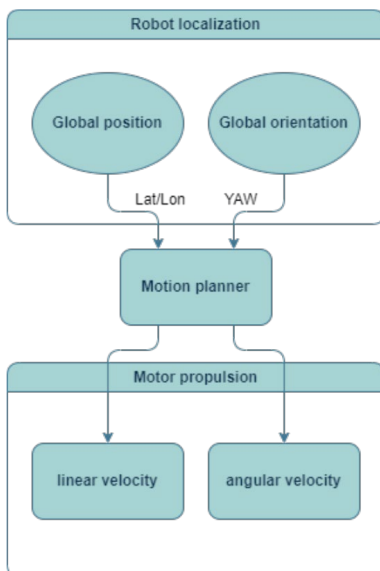 Robot localization
Global position
Global orientation
Lat/Lon
YAW
Motion planner
Motor propulsion
linear velocity
angular velocity